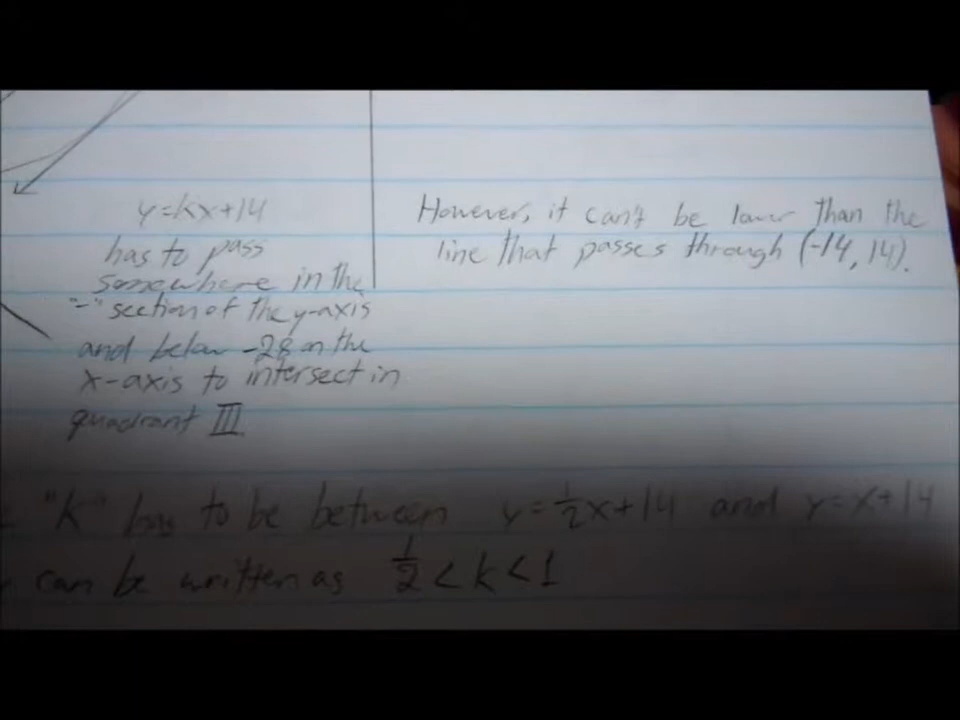 y=kx+14
has to pass
somewhere in the
"-" section of the y-axis
and below -28 on the
x-axis to intersect in
quadrant III
However, it can't be lower than the
line that passes through (-14, 14).
"K" has to be between y=1/2x+14 and y=x+14
can be written as 1/2<k<1